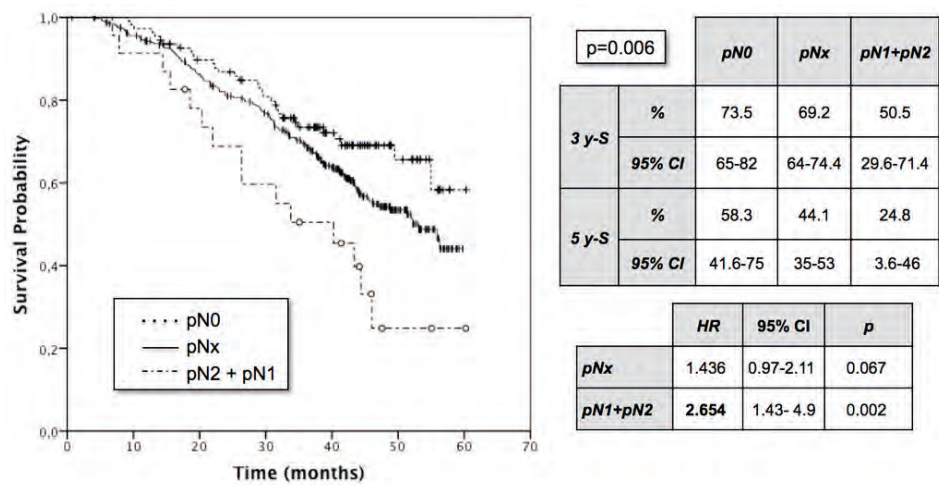 1,0
0,8
0,6
0,4
0,2
0,0
0 10 20 30 40 50 60 70
Survival Probability
Time (months)
pN0
pNx
pN2 + pN1
p=0.006
pN0 pNx pN1+pN2
3 y-S
% 73.5 69.2 50.5
95% CI 65-82 64-74.4 29.6-71.4
5 y-S
% 58.3 44.1 24.8
95% CI 41.6-75 35-53 3.6-46
HR 95% CI p
pNx 1.436 0.97-2.11 0.067
pN1+pN2 2.654 1.43- 4.9 0.002